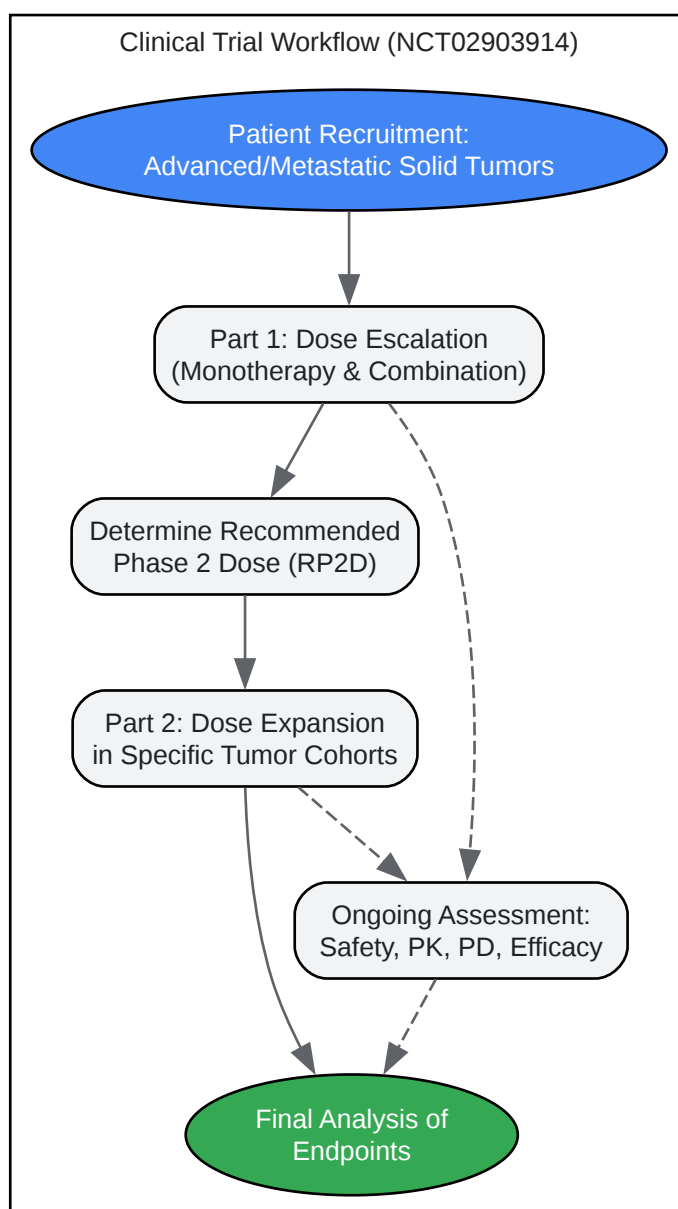 Clinical Trial Workflow (NCT02903914)
Patient Recruitment:
Advanced/Metastatic Solid Tumors
Part 1: Dose Escalation
(Monotherapy & Combination)
Determine Recommended
Phase 2 Dose (RP2D)
Part 2: Dose Expansion
in Specific Tumor Cohorts
Ongoing Assessment:
Safety, PK, PD, Efficacy
Final Analysis of
Endpoints